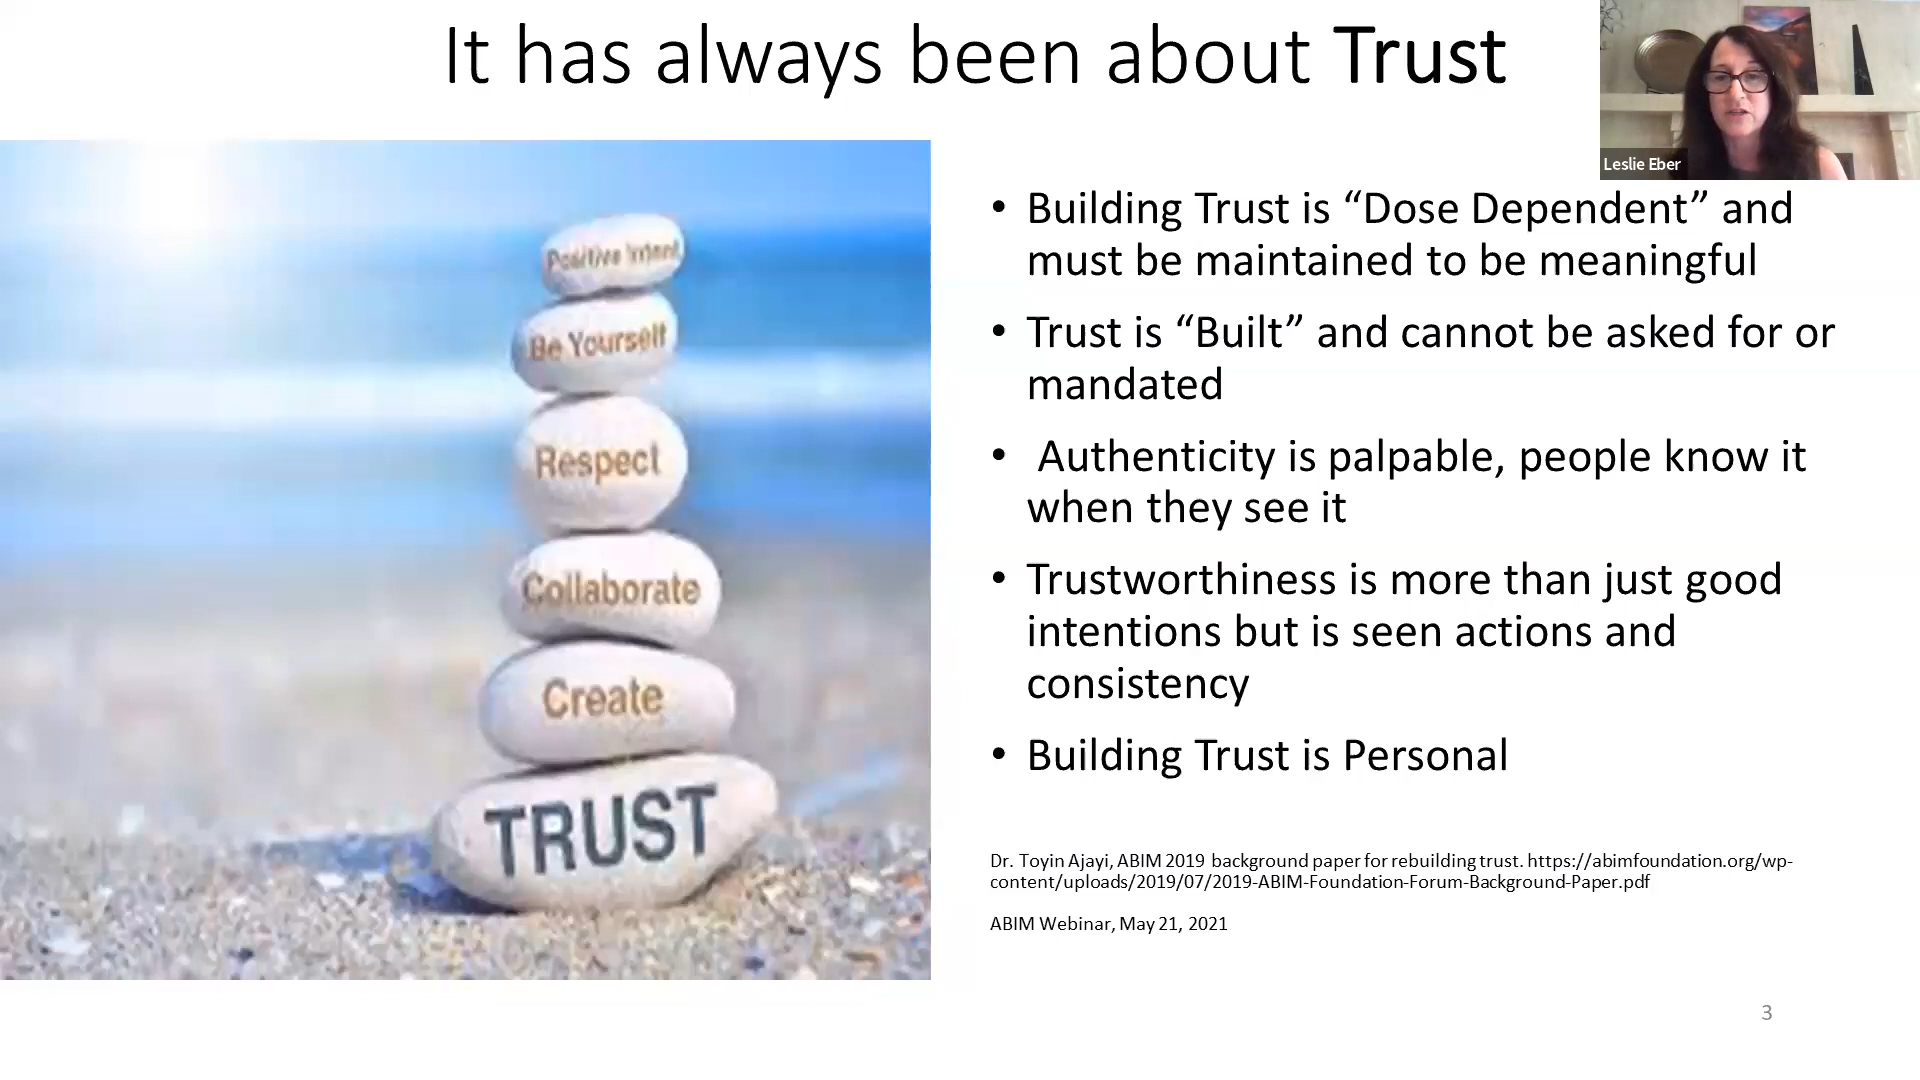 It has always been about Trust
Leslie Eber
Positive Intent
Be Yourself
Respect
Collaborate
Create
TRUST
• Building Trust is “Dose Dependent” and
must be maintained to be meaningful
• Trust is “Built” and cannot be asked for or
mandated
• Authenticity is palpable, people know it
when they see it
• Trustworthiness is more than just good
intentions but is seen actions and
consistency
• Building Trust is Personal
Dr. Toyin Ajayi, ABIM 2019 background paper for rebuilding trust. https://abimfoundation.org/wp-
content/uploads/2019/07/2019-ABIM-Foundation-Forum-Background-Paper.pdf
ABIM Webinar, May 21, 2021
3